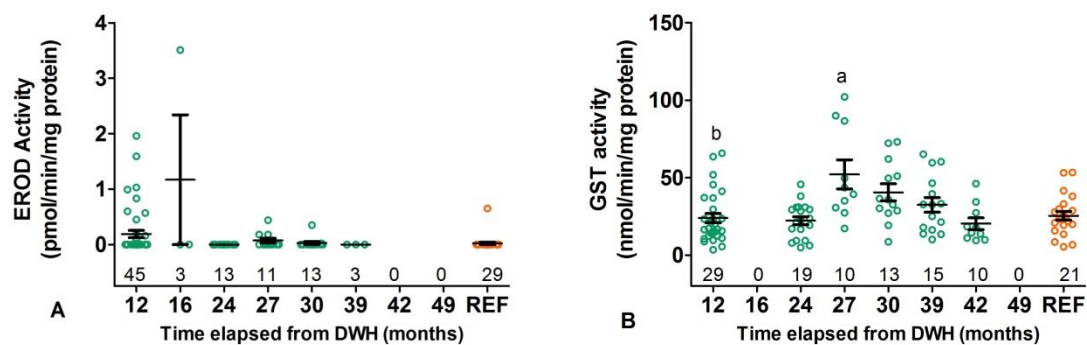 A
B
4
3
2
1
0
EROD Activity
(pmol/min/mg protein)
45 3 13 11 13 3 0 0 29
12 16 24 27 30 39 42 49 REF
Time elapsed from DWH (months)
A
150
100
50
0
GST activity
(nmol/min/mg protein)
b
a
29 0 19 10 13 15 10 0 21
12 16 24 27 30 39 42 49 REF
Time elapsed from DWH (months)
B